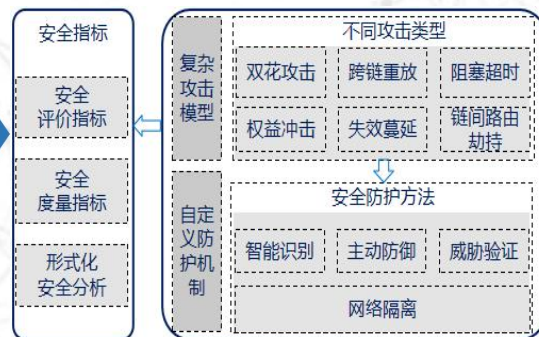 安全指标
安全
评价指标
安全
度量指标
形式化
安全分析
复杂
攻击
模型
不同攻击类型
双花攻击
跨链重放
阻塞超时
权益冲击
失效蔓延
链间路由
劫持
自定
义防
护机
制
安全防护方法
智能识别
主动防御
威胁验证
网络隔离